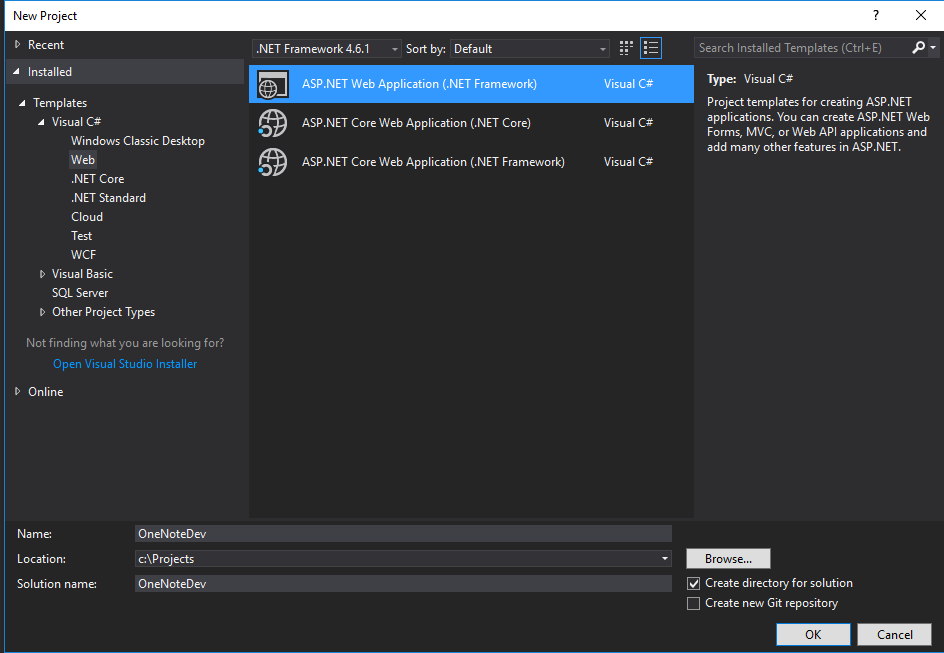 New Project
?
Recent
.NET Framework 4.6.1
Sort by:
Default
Search Installed Templates (Ctrl+E)
Installed
Templates
Visual C#
Windows Classic Desktop
Web
.NET Core
.NET Standard
Cloud
Test
WCF
Visual Basic
SQL Server
Other Project Types
Not finding what you are looking for?
Open Visual Studio Installer
Online
ASP.NET Web Application (.NET Framework) Visual C#
ASP.NET Core Web Application (.NET Core) Visual C#
ASP.NET Core Web Application (.NET Framework) Visual C#
Type: Visual C#
Project templates for creating ASP.NET
applications. You can create ASP.NET Web
Forms, MVC, or Web API applications and
add many other features in ASP.NET.
Name: OneNoteDev
Location: c:\Projects
Browse...
Solution name: OneNoteDev
Create directory for solution
Create new Git repository
OK
Cancel